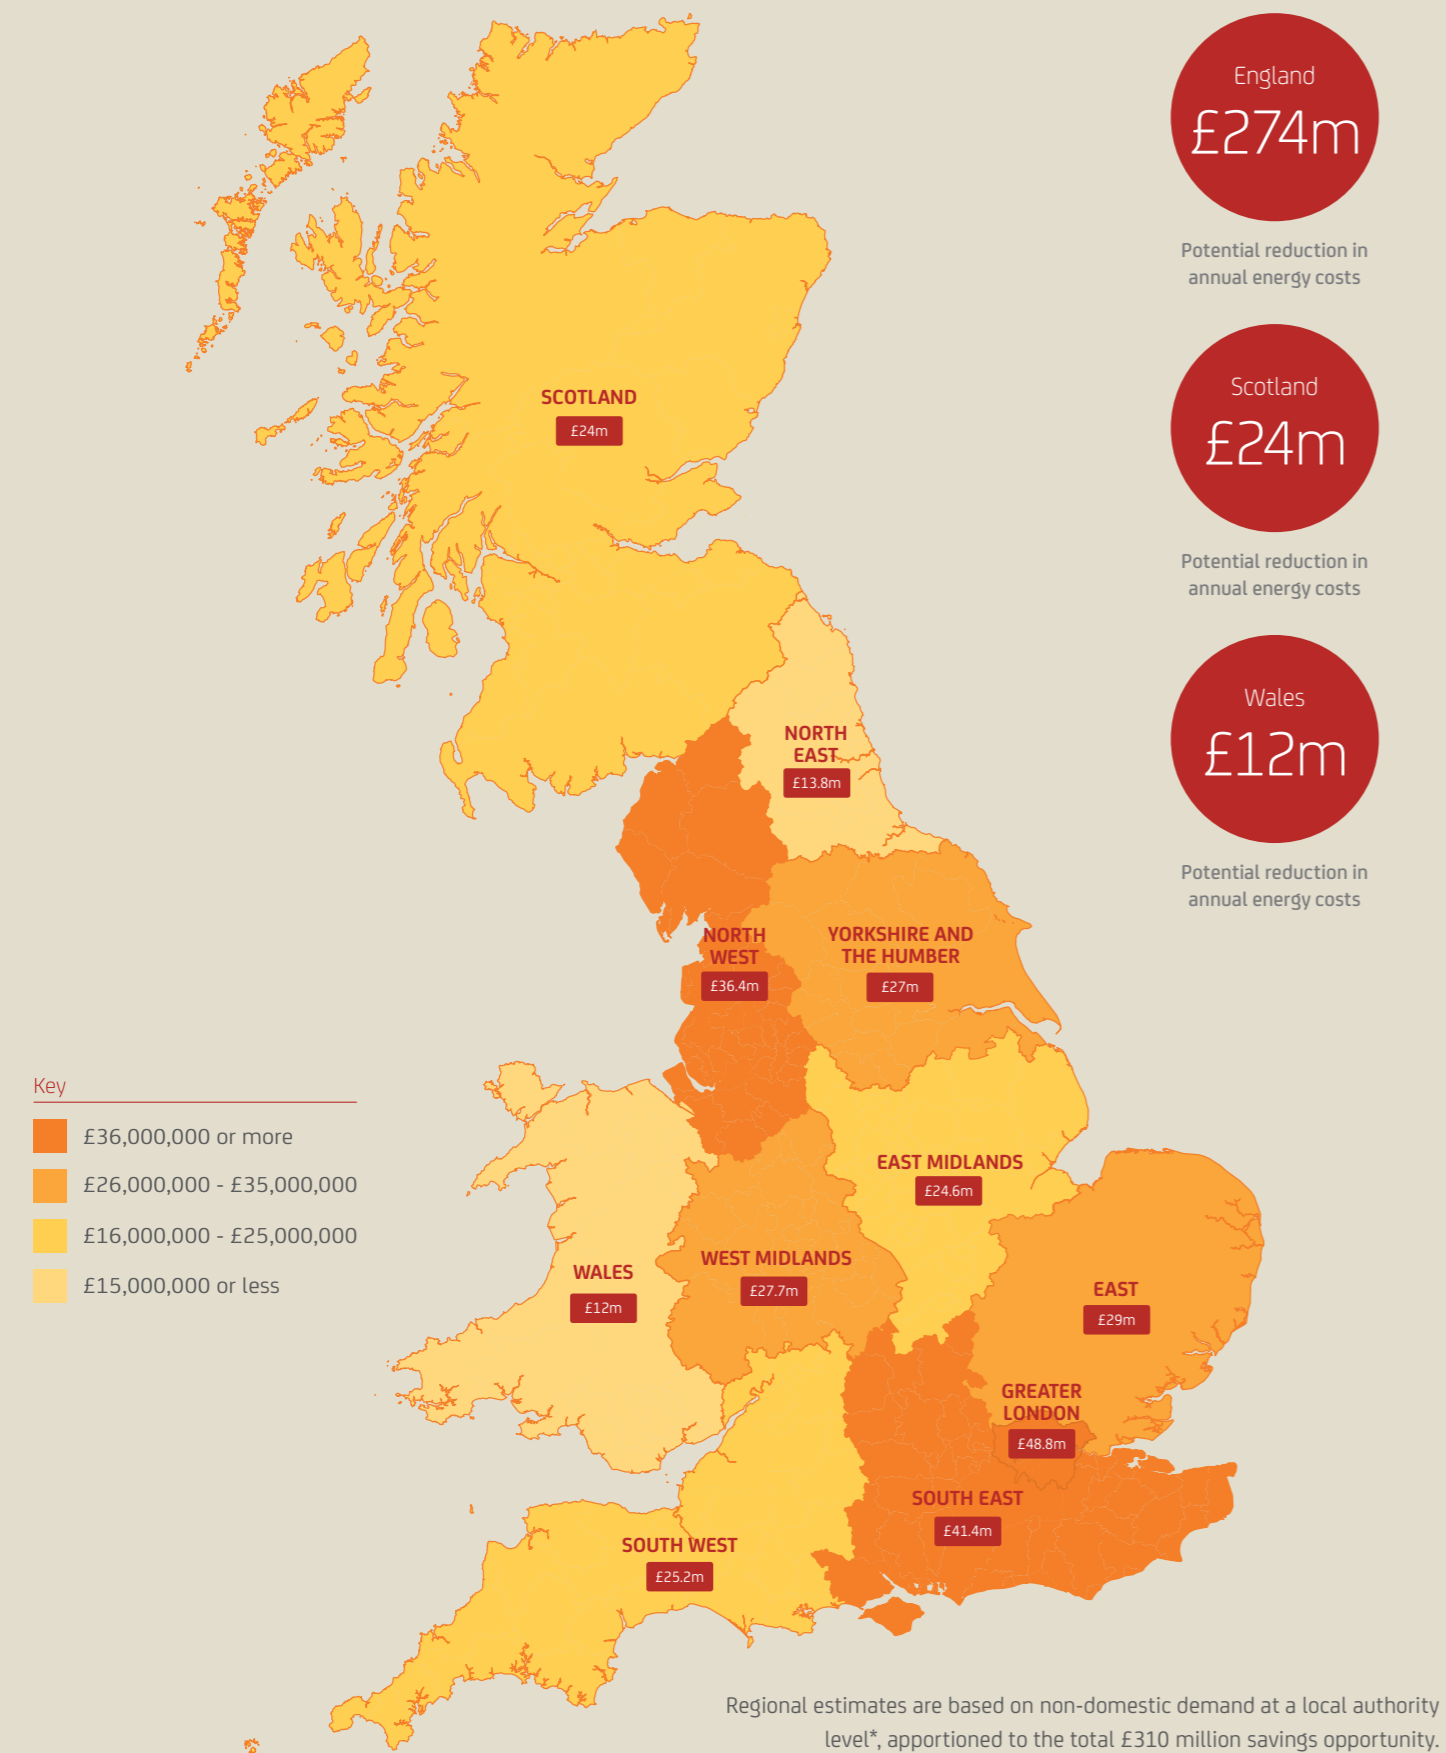 England
£274m
Potential reduction in
annual energy costs
Scotland
£24m
Potential reduction in
annual energy costs
Wales
£12m
Potential reduction in
annual energy costs
SCOTLAND
£24m
NORTH
EAST
£13.8m
NORTH
WEST
£36.4m
YORKSHIRE AND
THE HUMBER
£27m
Key
£36,000,000 or more
£26,000,000 - £35,000,000
£16,000,000 - £25,000,000
£15,000,000 or less
EAST MIDLANDS
£24.6m
WEST MIDLANDS
£27.7m
WALES
£12m
EAST
£29m
GREATER
LONDON
£48.8m
SOUTH EAST
£41.4m
SOUTH WEST
£25.2m
Regional estimates are based on non-domestic demand at a local authority
level*, apportioned to the total £310 million savings opportunity.